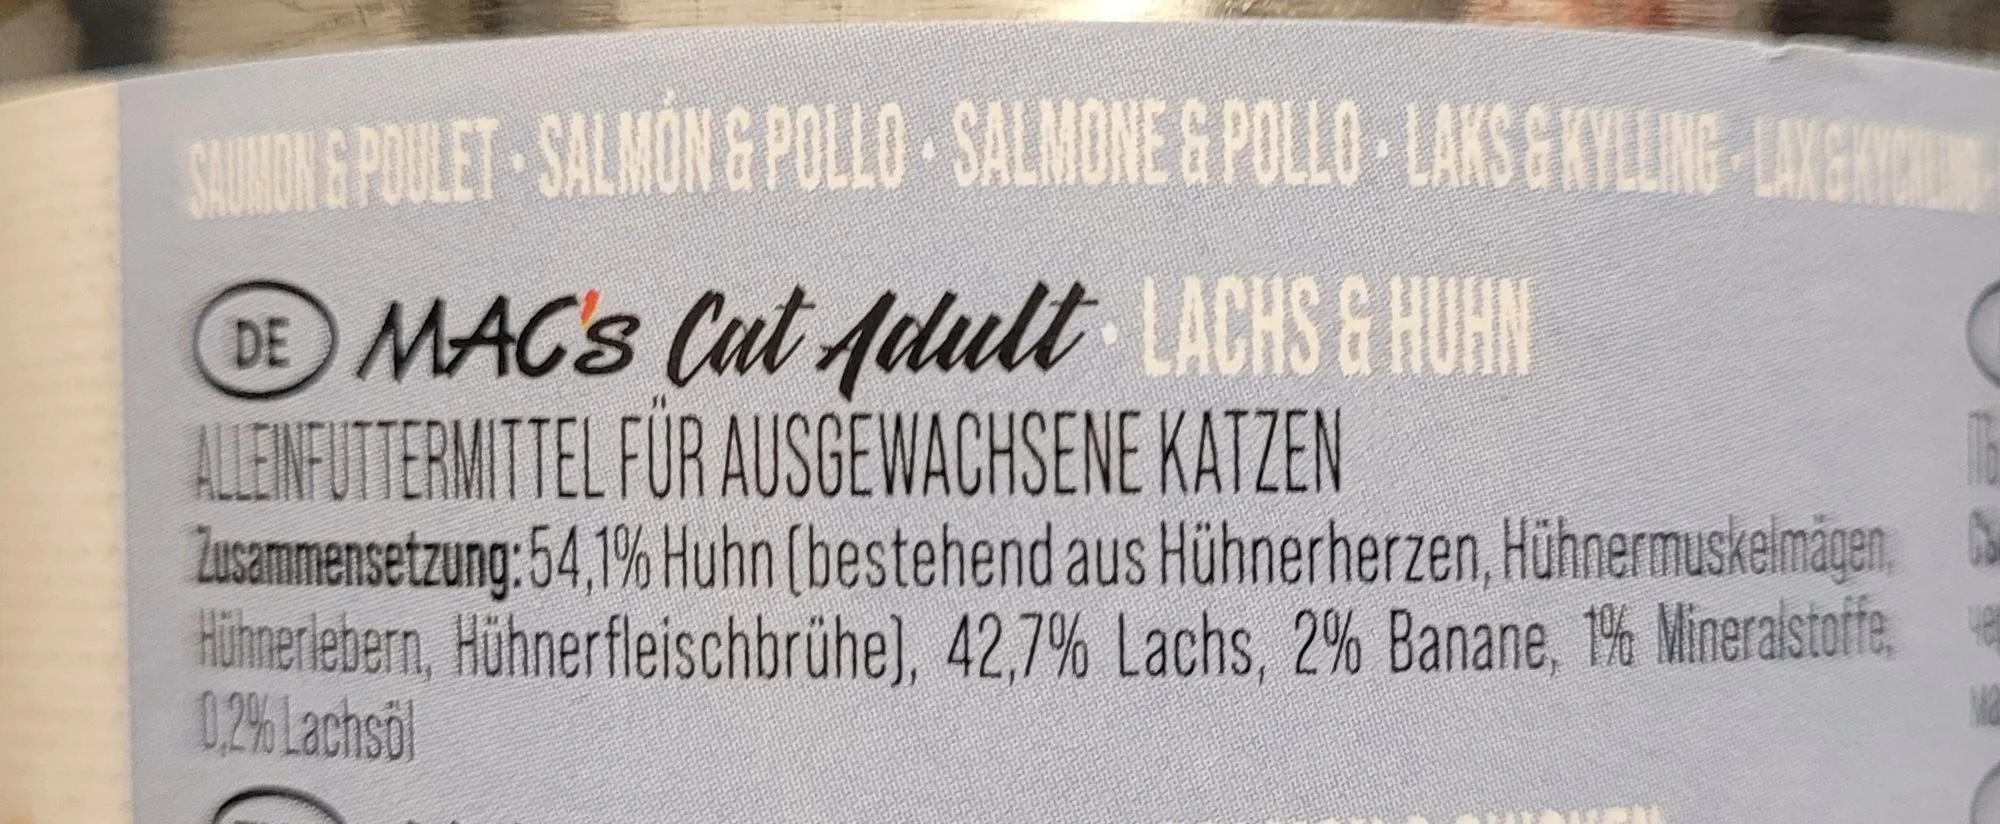 SAUMON & POULET · SALMÓN & POLLO · SALMONE & POLLO · LAKS & KYLLING · LAX & KYCKLING ·
DE MAC's Cat Adult · LACHS & HUHN
ALLEINFUTTERMITTEL FÜR AUSGEWACHSENE KATZEN
Zusammensetzung: 54,1% Huhn (bestehend aus Hühnerherzen, Hühnermuskelmägen,
Hühnerlebern, Hühnerfleischbrühe), 42,7% Lachs, 2% Banane, 1% Mineralstoffe,
0,2% Lachsöl